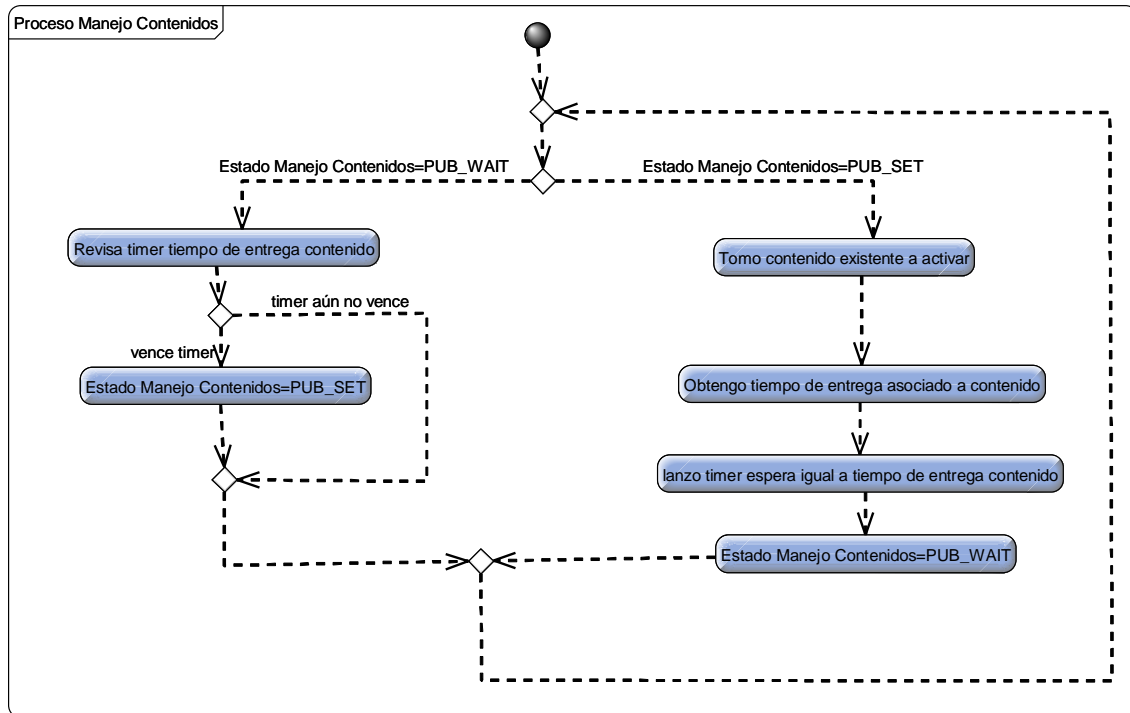 Proceso Manejo Contenidos
Estado Manejo Contenidos=PUB_WAIT
Estado Manejo Contenidos=PUB_SET
Revisa timer tiempo de entrega contenido
Tomo contenido existente a activar
timer aún no vence
vence timer
Estado Manejo Contenidos=PUB_SET
Obtengo tiempo de entrega asociado a contenido
lanzo timer espera igual a tiempo de entrega contenido
Estado Manejo Contenidos=PUB_WAIT